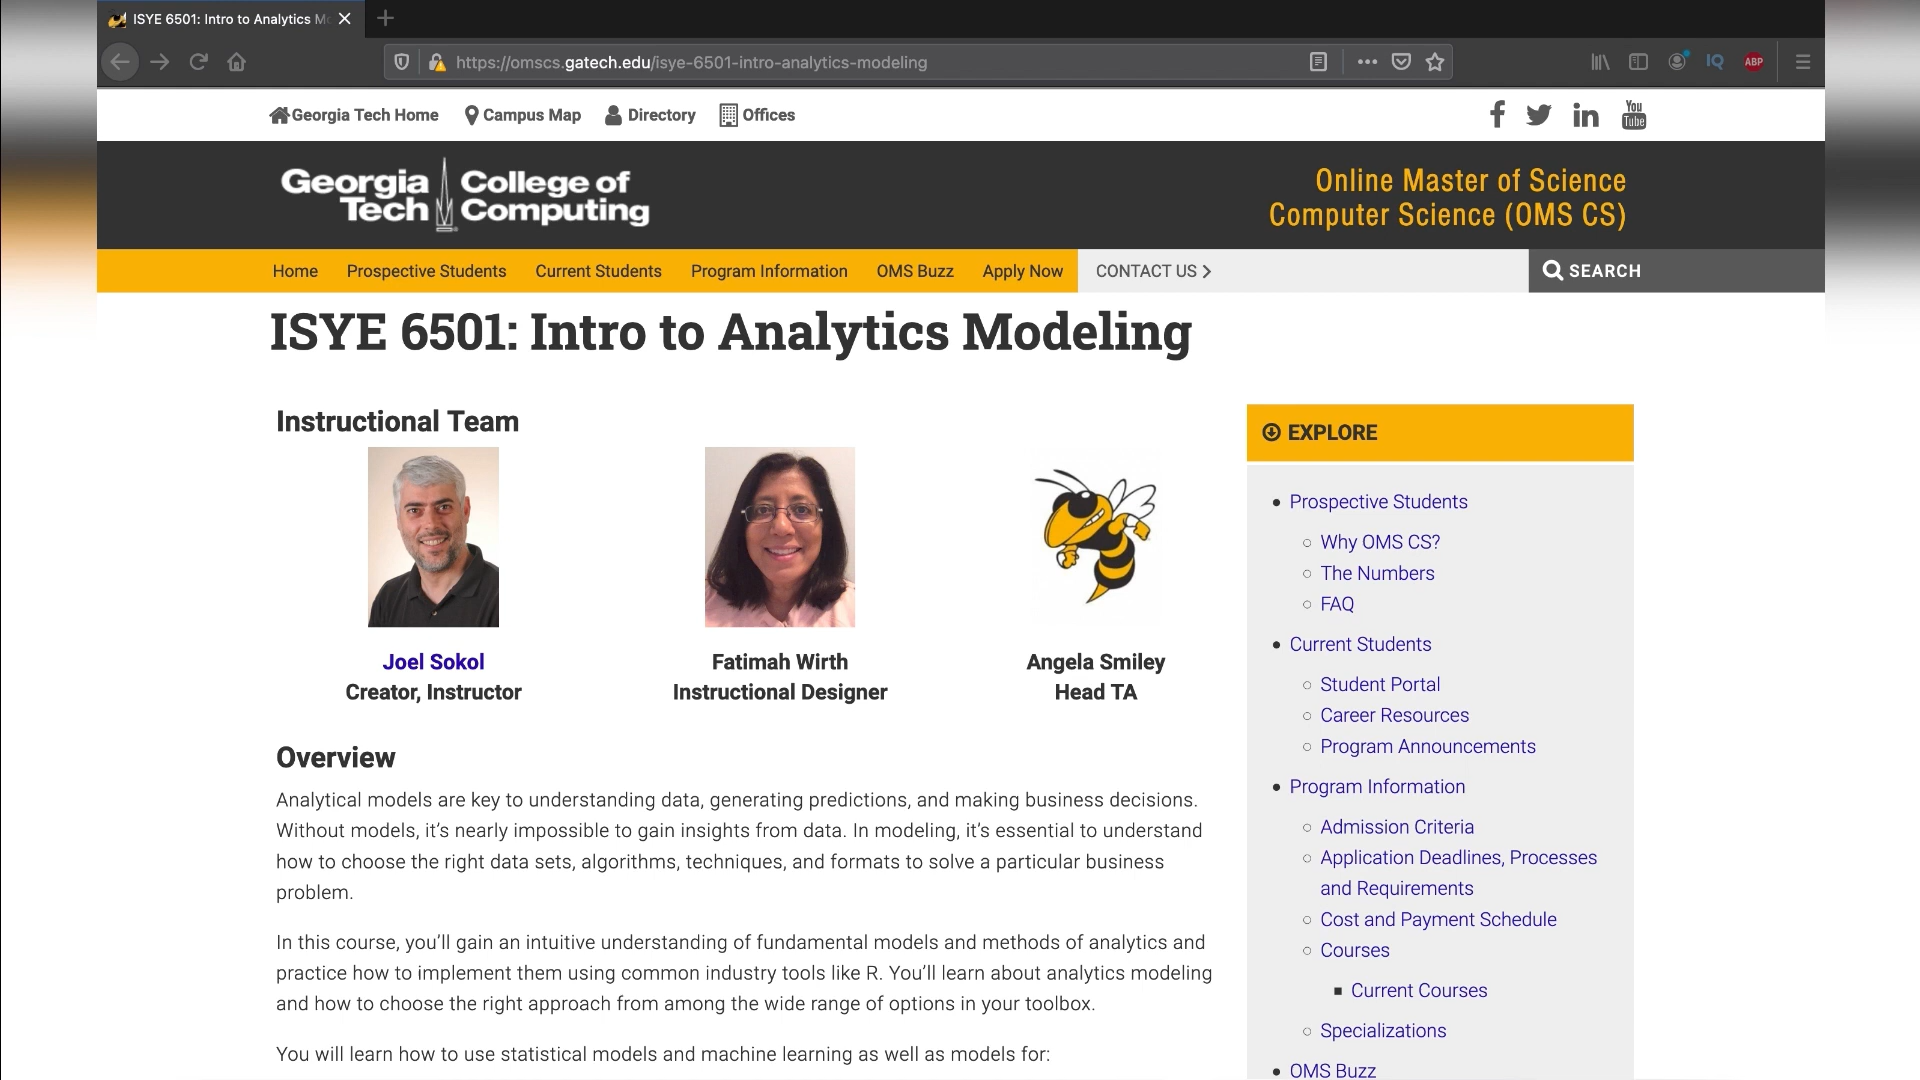 ISYE 6501: Intro to Analytics Mo
https://omscs.gatech.edu/isye-6501-intro-analytics-modeling
IQ
ABP
Georgia Tech Home
Campus Map
Directory
Offices
You
Tube
Georgia Tech
College of Computing
Online Master of Science
Computer Science (OMS CS)
Home
Prospective Students
Current Students
Program Information
OMS Buzz
Apply Now
CONTACT US
SEARCH
ISYE 6501: Intro to Analytics Modeling
Instructional Team
Joel Sokol
Creator, Instructor
Fatimah Wirth
Instructional Designer
Angela Smiley
Head TA
Overview
Analytical models are key to understanding data, generating predictions, and making business decisions.
Without models, it’s nearly impossible to gain insights from data. In modeling, it’s essential to understand
how to choose the right data sets, algorithms, techniques, and formats to solve a particular business
problem.
In this course, you’ll gain an intuitive understanding of fundamental models and methods of analytics and
practice how to implement them using common industry tools like R. You’ll learn about analytics modeling
and how to choose the right approach from among the wide range of options in your toolbox.
You will learn how to use statistical models and machine learning as well as models for:
EXPLORE
Prospective Students
Why OMS CS?
The Numbers
FAQ
Current Students
Student Portal
Career Resources
Program Announcements
Program Information
Admission Criteria
Application Deadlines, Processes
and Requirements
Cost and Payment Schedule
Courses
Current Courses
Specializations
OMS Buzz